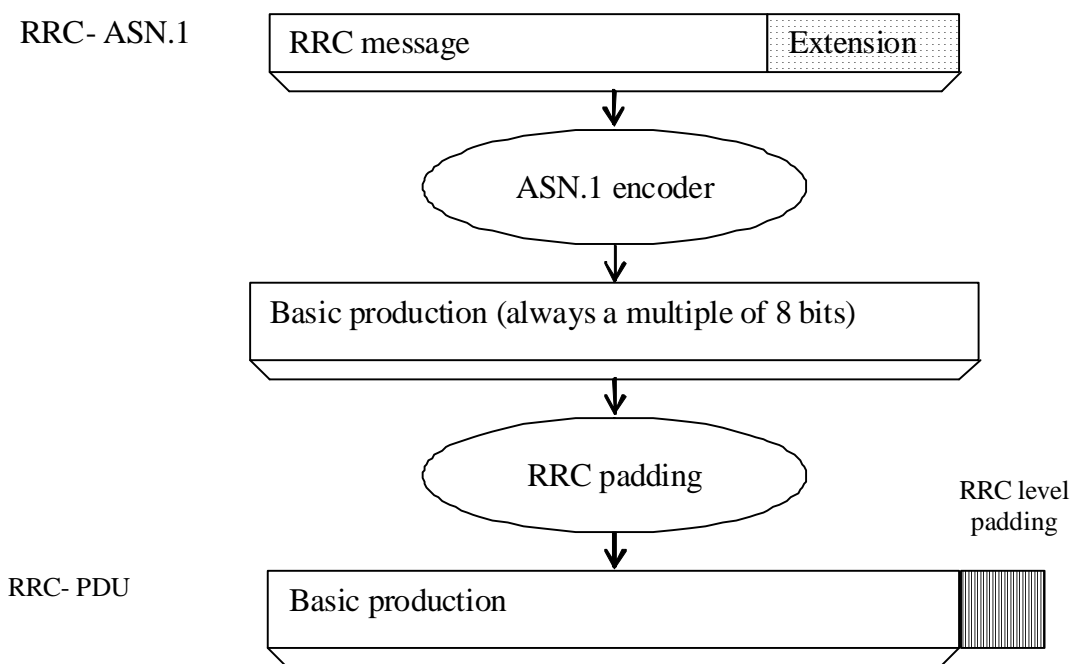 RRC- ASN.1
RRC message
Extension
ASN.1 encoder
Basic production (always a multiple of 8 bits)
RRC padding
RRC level
padding
RRC- PDU
Basic production